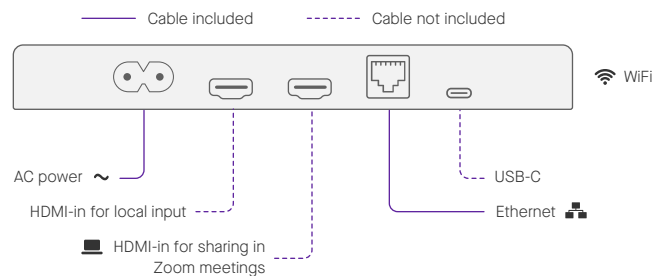 Cable included
Cable not included
WiFi
AC power
USB-C
HDMI-in for local input
Ethernet
HDMI-in for sharing in
Zoom meetings